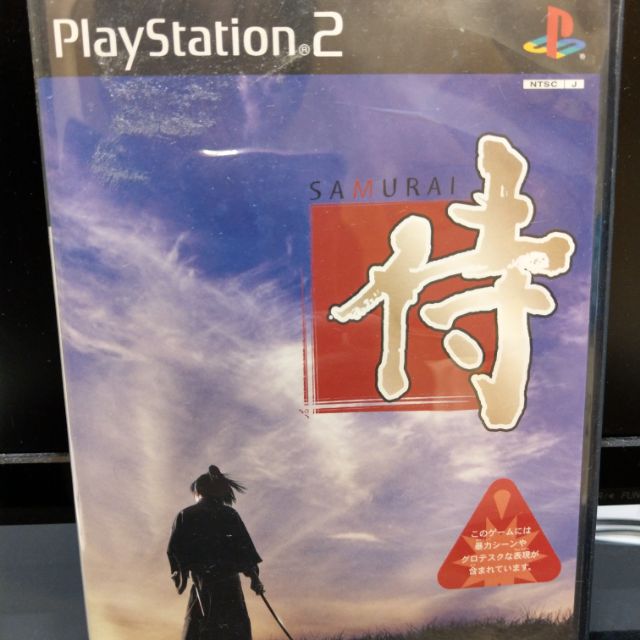 PlayStation®2
NTSC J
SAMURAI
侍
このゲームには
暴力シーンや
グロテスクな表現が
含まれています。